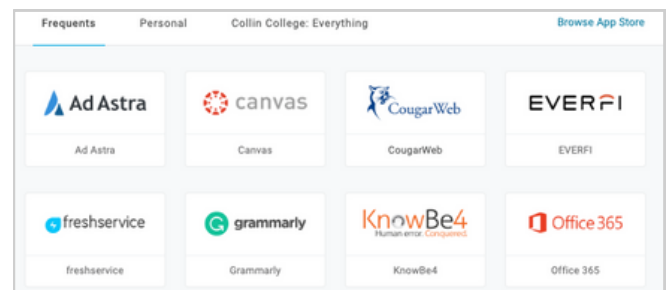 Frequents Personal Collin College: Everything Browse App Store
Ad Astra canvas CougarWeb EVERFI
Ad Astra Canvas CougarWeb EVERFI
freshservice grammarly KnowBe4 Office 365
Human error. Conquered.
freshservice Grammarly KnowBe4 Office 365